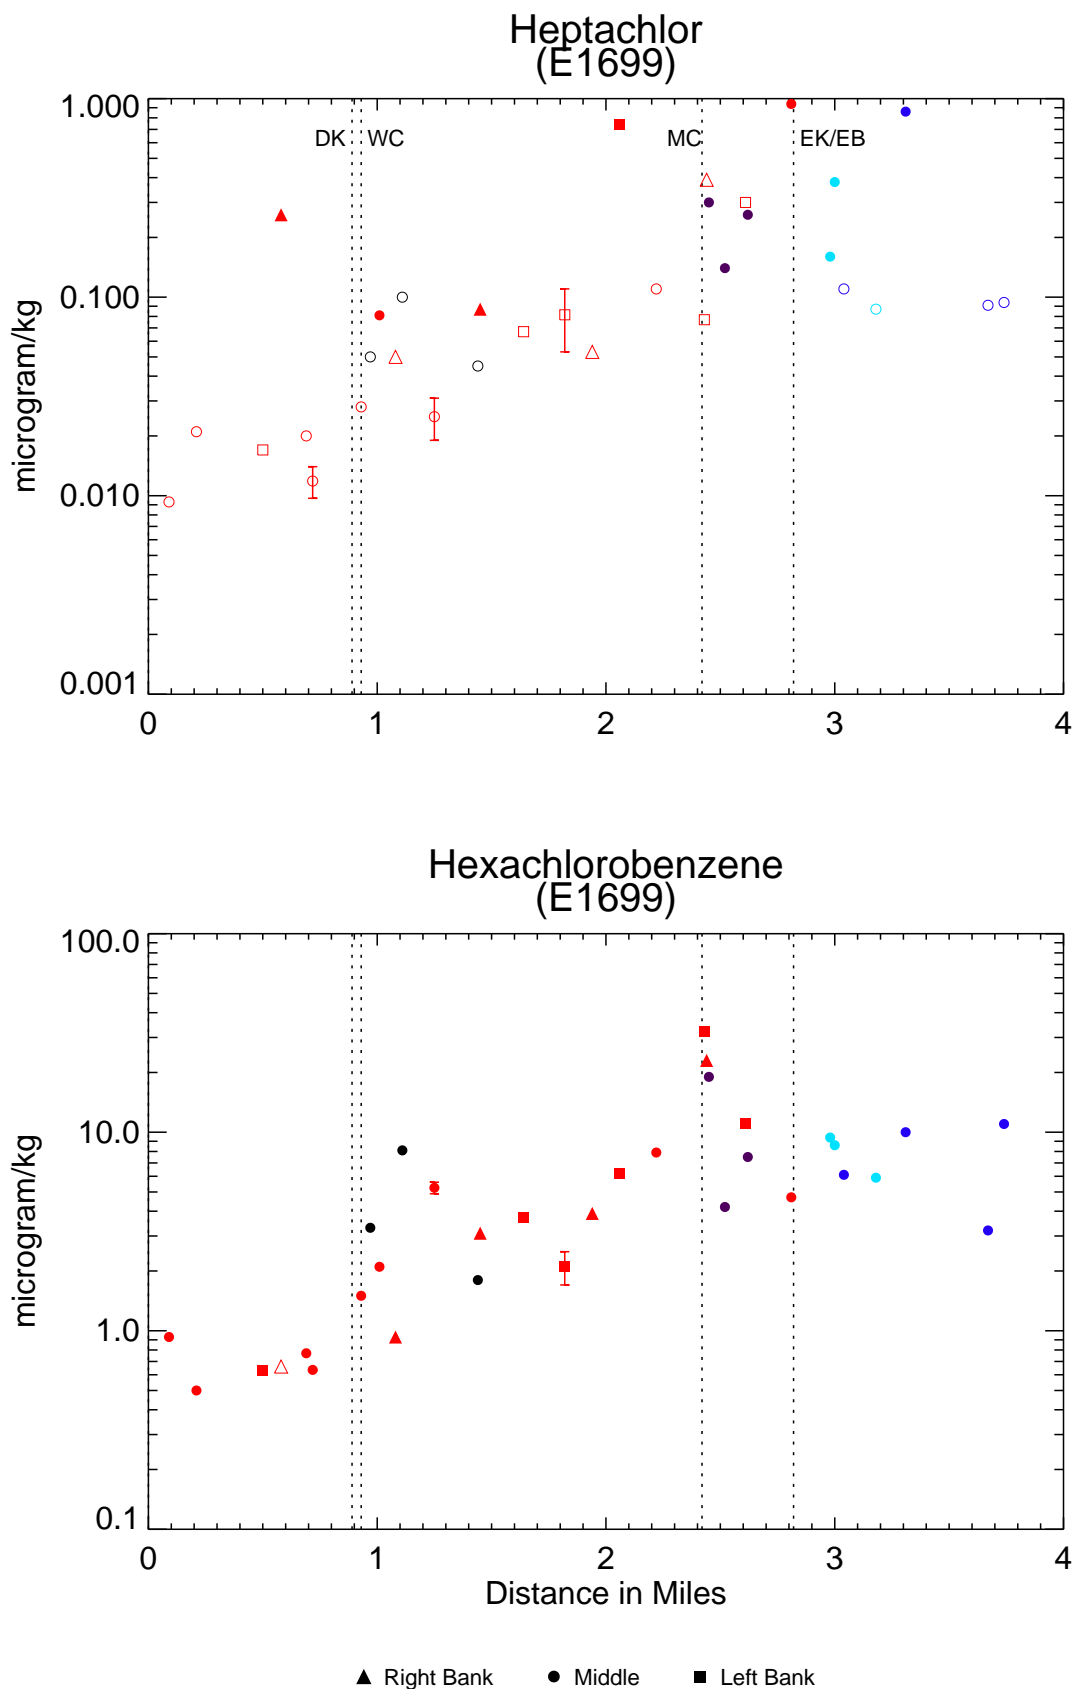 Heptachlor
(E1699)
1.000
DK
WC
MC
EK/EB
0.100
microgram/kg
0.010
0.001
0 1 2 3 4
Hexachlorobenzene
(E1699)
100.0
10.0
microgram/kg
1.0
0.1
0 1 2 3 4
Distance in Miles
Right Bank Middle Left Bank